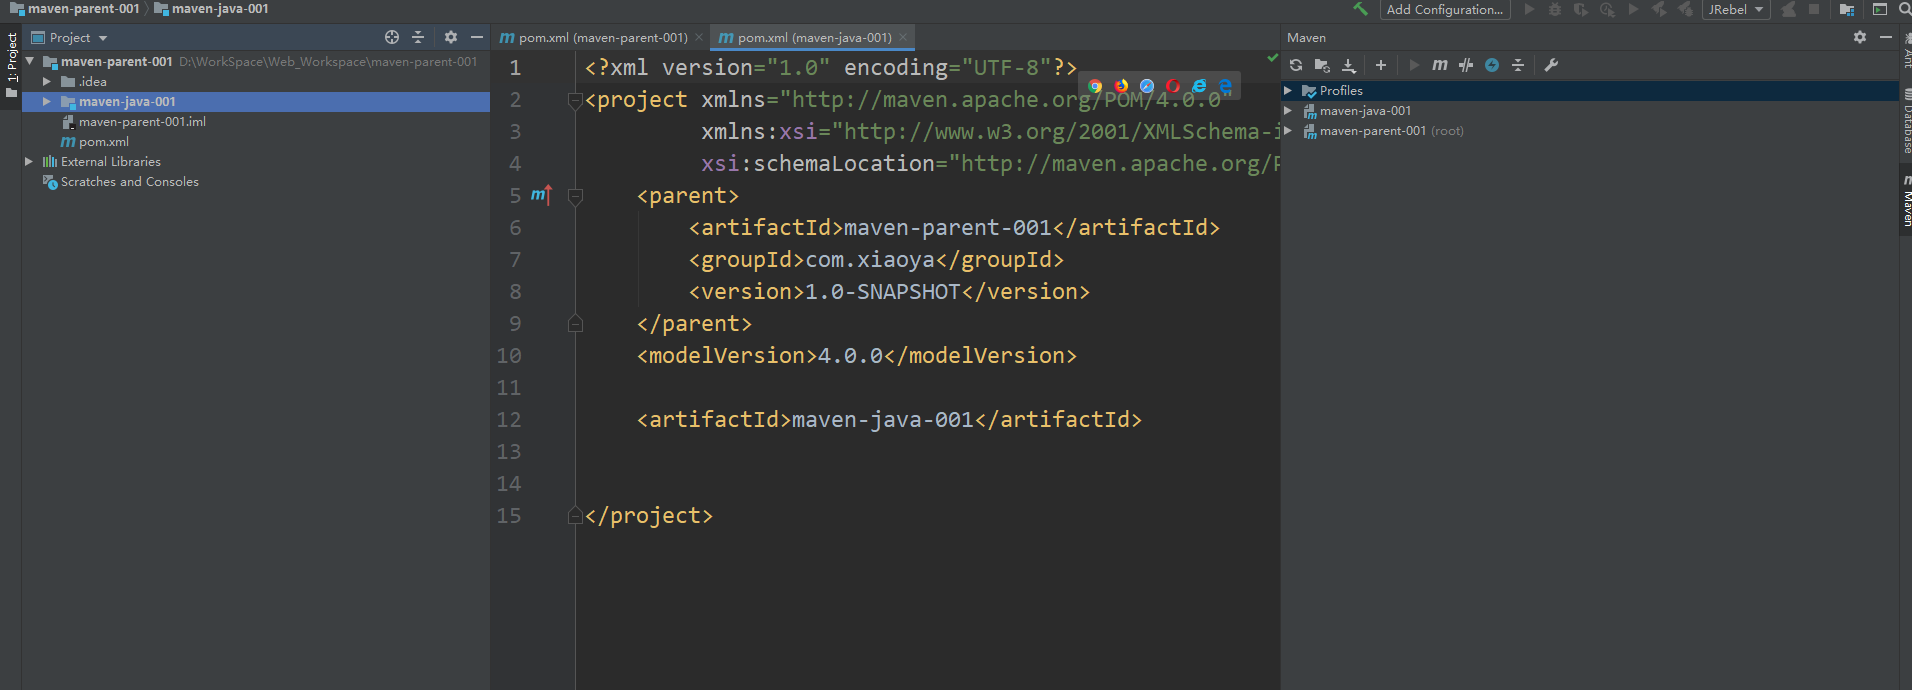 maven-parent-001 maven-java-001
Add Configuration... JRebel
1: Project
Project
maven-parent-001 D:\WorkSpace\Web_Workspace\maven-parent-001
.idea
maven-java-001
maven-parent-001.iml
pom.xml
External Libraries
Scratches and Consoles
pom.xml (maven-parent-001) pom.xml (maven-java-001)
1 <?xml version="1.0" encoding="UTF-8"?>
2 <project xmlns="http://maven.apache.org/POM/4.0.0"
3 xmlns:xsi="http://www.w3.org/2001/XMLSchema-i
4 xsi:schemaLocation="http://maven.apache.org/P
5 <parent>
6 <artifactId>maven-parent-001</artifactId>
7 <groupId>com.xiaoya</groupId>
8 <version>1.0-SNAPSHOT</version>
9 </parent>
10 <modelVersion>4.0.0</modelVersion>
11
12 <artifactId>maven-java-001</artifactId>
13
14
15 </project>
Maven
Profiles
maven-java-001
maven-parent-001 (root)
Ant
Database
Maven